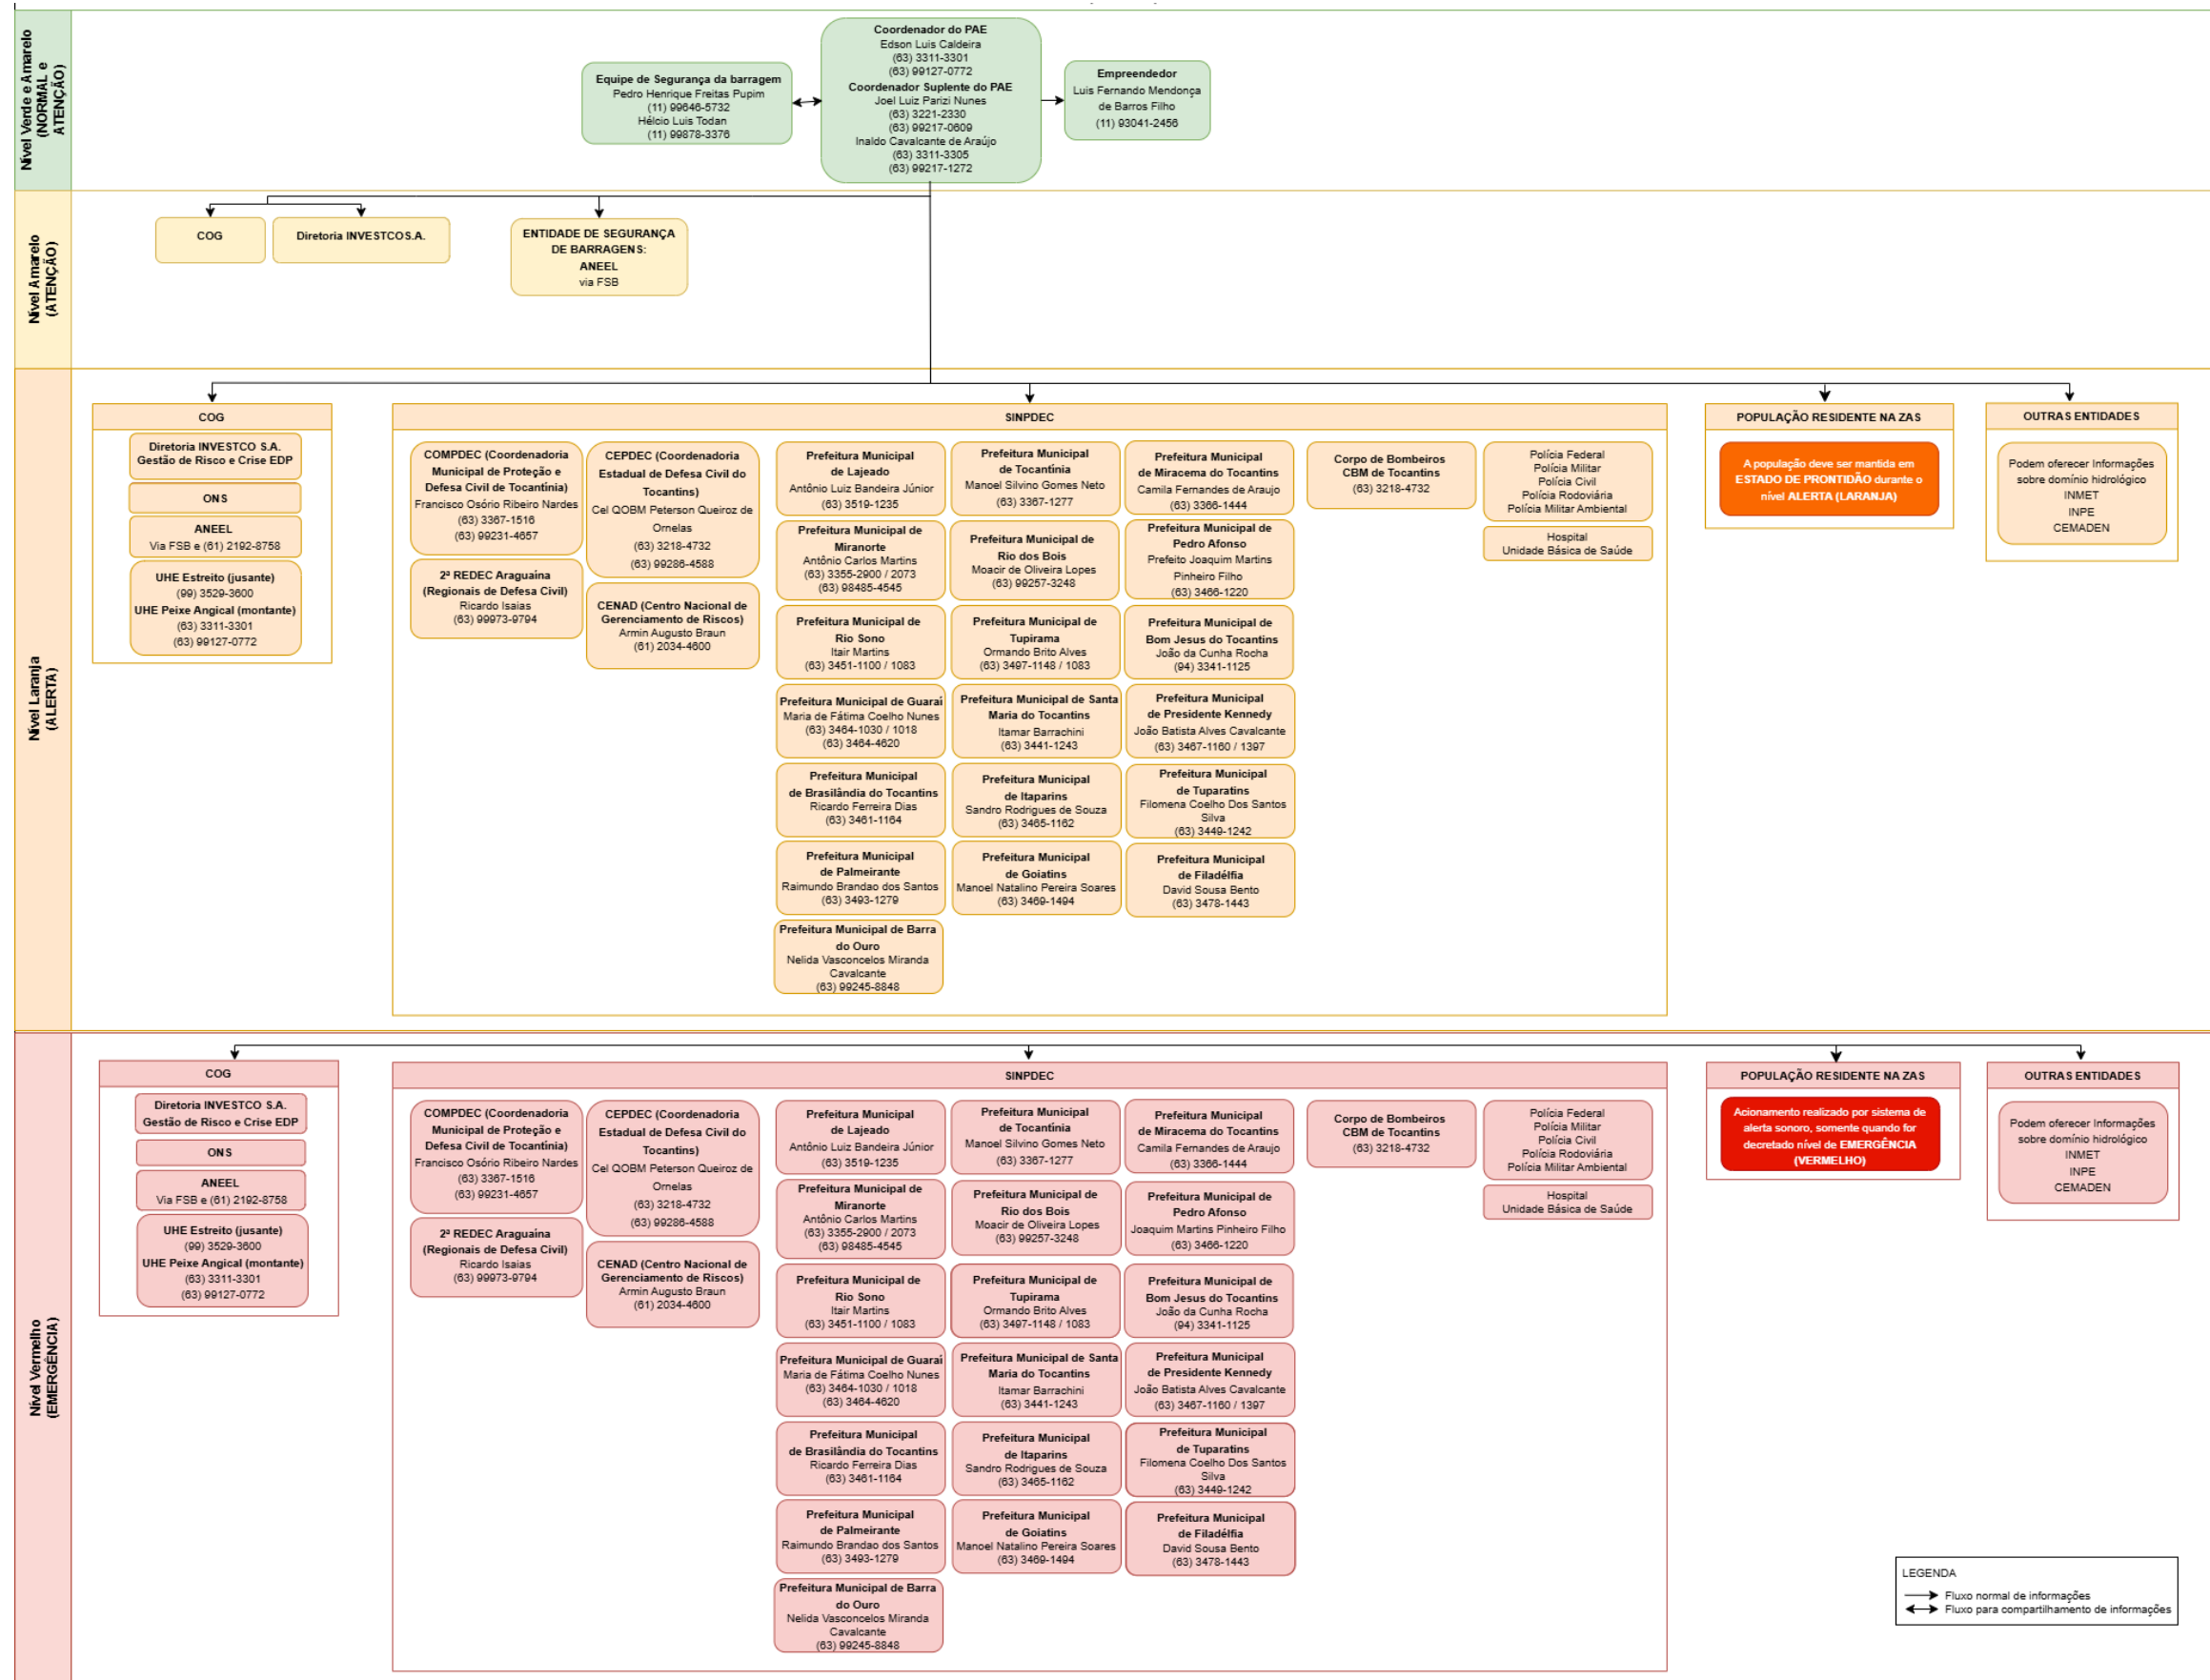 Nível Verde e Amarelo
(NORMAL e
ATENÇÃO)
Equipe de Segurança da barragem
Pedro Henrique Freitas Pupim
(11) 99646-5732
Hélcio Luis Todan
(11) 99878-3376
Coordenador do PAE
Edson Luis Caldeira
(63) 3311-3301
(63) 99127-0772
Coordenador Suplente do PAE
Joel Luiz Parizi Nunes
(63) 3221-2330
(63) 99217-0609
Inaldo Cavalcante de Araújo
(63) 3311-3305
(63) 99217-1272
Empreendedor
Luis Fernando Mendonça
de Barros Filho
(11) 93041-2456
Nível Amarelo
(ATENÇÃO)
COG
Diretoria INVESTCO S.A.
ENTIDADE DE SEGURANÇA
DE BARRAGENS:
ANEEL
via FSB
Nível Laranja
(ALERTA)
COG
Diretoria INVESTCO S.A.
Gestão de Risco e Crise EDP
ONS
ANEEL
Via FSB e (61) 2192-8758
UHE Estreito (jusante)
(99) 3529-3600
UHE Peixe Angical (montante)
(63) 3311-3301
(63) 99127-0772
SINPDEC
COMPDEC (Coordenadoria
Municipal de Proteção e
Defesa Civil de Tocantínia)
Francisco Osório Ribeiro Nardes
(63) 3367-1516
(63) 99231-4657
2ª REDEC Araguaína
(Regionais de Defesa Civil)
Ricardo Isaias
(63) 99973-9794
CEPDEC (Coordenadoria
Estadual de Defesa Civil do
Tocantins)
Cel QOBM Peterson Queiroz de
Ornelas
(63) 3218-4732
(63) 99286-4588
CENAD (Centro Nacional de
Gerenciamento de Riscos)
Armin Augusto Braun
(61) 2034-4600
Prefeitura Municipal
de Lajeado
Antônio Luiz Bandeira Júnior
(63) 3519-1235
Prefeitura Municipal
de Tocantínia
Manoel Silvino Gomes Neto
(63) 3367-1277
Prefeitura Municipal
de Miracema do Tocantins
Camila Fernandes de Araujo
(63) 3366-1444
Prefeitura Municipal de
Miranorte
Antônio Carlos Martins
(63) 3355-2900 / 2073
(63) 98485-4545
Prefeitura Municipal de
Rio dos Bois
Moacir de Oliveira Lopes
(63) 99257-3248
Prefeitura Municipal de
Pedro Afonso
Prefeito Joaquim Martins
Pinheiro Filho
(63) 3466-1220
Prefeitura Municipal de
Rio Sono
Itair Martins
(63) 3451-1100 / 1083
Prefeitura Municipal de
Tupirama
Ormando Brito Alves
(63) 3497-1148 / 1083
Prefeitura Municipal de
Bom Jesus do Tocantins
João da Cunha Rocha
(94) 3341-1125
Prefeitura Municipal de Guaraí
Maria de Fátima Coelho Nunes
(63) 3464-1030 / 1018
(63) 3464-4620
Prefeitura Municipal de Santa
Maria do Tocantins
Itamar Barrachini
(63) 3441-1243
Prefeitura Municipal
de Presidente Kennedy
João Batista Alves Cavalcante
(63) 3467-1160 / 1397
Prefeitura Municipal
de Brasilândia do Tocantins
Ricardo Ferreira Dias
(63) 3461-1164
Prefeitura Municipal
de Itaparins
Sandro Rodrigues de Souza
(63) 3465-1162
Prefeitura Municipal
de Tuparatins
Filomena Coelho Dos Santos
Silva
(63) 3449-1242
Prefeitura Municipal
de Palmeirante
Raimundo Brandao dos Santos
(63) 3493-1279
Prefeitura Municipal
de Goiatins
Manoel Natalino Pereira Soares
(63) 3469-1494
Prefeitura Municipal
de Filadélfia
David Sousa Bento
(63) 3478-1443
Prefeitura Municipal de Barra
do Ouro
Nelida Vasconcelos Miranda
Cavalcante
(63) 99245-8848
Corpo de Bombeiros
CBM de Tocantins
(63) 3218-4732
Polícia Federal
Polícia Militar
Polícia Civil
Polícia Rodoviária
Polícia Militar Ambiental
Hospital
Unidade Básica de Saúde
POPULAÇÃO RESIDENTE NA ZAS
A população deve ser mantida em
ESTADO DE PRONTIDÃO durante o
nível ALERTA (LARANJA)
OUTRAS ENTIDADES
Podem oferecer Informações
sobre domínio hidrológico
INMET
INPE
CEMADEN
Nível Vermelho
(EMERGÊNCIA)
COG
Diretoria INVESTCO S.A.
Gestão de Risco e Crise EDP
ONS
ANEEL
Via FSB e (61) 2192-8758
UHE Estreito (jusante)
(99) 3529-3600
UHE Peixe Angical (montante)
(63) 3311-3301
(63) 99127-0772
SINPDEC
COMPDEC (Coordenadoria
Municipal de Proteção e
Defesa Civil de Tocantínia)
Francisco Osório Ribeiro Nardes
(63) 3367-1516
(63) 99231-4657
2ª REDEC Araguaína
(Regionais de Defesa Civil)
Ricardo Isaias
(63) 99973-9794
CEPDEC (Coordenadoria
Estadual de Defesa Civil do
Tocantins)
Cel QOBM Peterson Queiroz de
Ornelas
(63) 3218-4732
(63) 99286-4588
CENAD (Centro Nacional de
Gerenciamento de Riscos)
Armin Augusto Braun
(61) 2034-4600
Prefeitura Municipal
de Lajeado
Antônio Luiz Bandeira Júnior
(63) 3519-1235
Prefeitura Municipal
de Tocantínia
Manoel Silvino Gomes Neto
(63) 3367-1277
Prefeitura Municipal
de Miracema do Tocantins
Camila Fernandes de Araujo
(63) 3366-1444
Prefeitura Municipal de
Miranorte
Antônio Carlos Martins
(63) 3355-2900 / 2073
(63) 98485-4545
Prefeitura Municipal de
Rio dos Bois
Moacir de Oliveira Lopes
(63) 99257-3248
Prefeitura Municipal de
Pedro Afonso
Joaquim Martins Pinheiro Filho
(63) 3466-1220
Prefeitura Municipal de
Rio Sono
Itair Martins
(63) 3451-1100 / 1083
Prefeitura Municipal de
Tupirama
Ormando Brito Alves
(63) 3497-1148 / 1083
Prefeitura Municipal de
Bom Jesus do Tocantins
João da Cunha Rocha
(94) 3341-1125
Prefeitura Municipal de Guaraí
Maria de Fátima Coelho Nunes
(63) 3464-1030 / 1018
(63) 3464-4620
Prefeitura Municipal de Santa
Maria do Tocantins
Itamar Barrachini
(63) 3441-1243
Prefeitura Municipal
de Presidente Kennedy
João Batista Alves Cavalcante
(63) 3467-1160 / 1397
Prefeitura Municipal
de Brasilândia do Tocantins
Ricardo Ferreira Dias
(63) 3461-1164
Prefeitura Municipal
de Itaparins
Sandro Rodrigues de Souza
(63) 3465-1162
Prefeitura Municipal
de Tuparatins
Filomena Coelho Dos Santos
Silva
(63) 3449-1242
Prefeitura Municipal
de Palmeirante
Raimundo Brandao dos Santos
(63) 3493-1279
Prefeitura Municipal
de Goiatins
Manoel Natalino Pereira Soares
(63) 3469-1494
Prefeitura Municipal
de Filadélfia
David Sousa Bento
(63) 3478-1443
Prefeitura Municipal de Barra
do Ouro
Nelida Vasconcelos Miranda
Cavalcante
(63) 99245-8848
Corpo de Bombeiros
CBM de Tocantins
(63) 3218-4732
Polícia Federal
Polícia Militar
Polícia Civil
Polícia Rodoviária
Polícia Militar Ambiental
Hospital
Unidade Básica de Saúde
POPULAÇÃO RESIDENTE NA ZAS
Acionamento realizado por sistema de
alerta sonoro, somente quando for
decretado nível de EMERGÊNCIA
(VERMELHO)
OUTRAS ENTIDADES
Podem oferecer Informações
sobre domínio hidrológico
INMET
INPE
CEMADEN
LEGENDA
Fluxo normal de informações
Fluxo para compartilhamento de informações